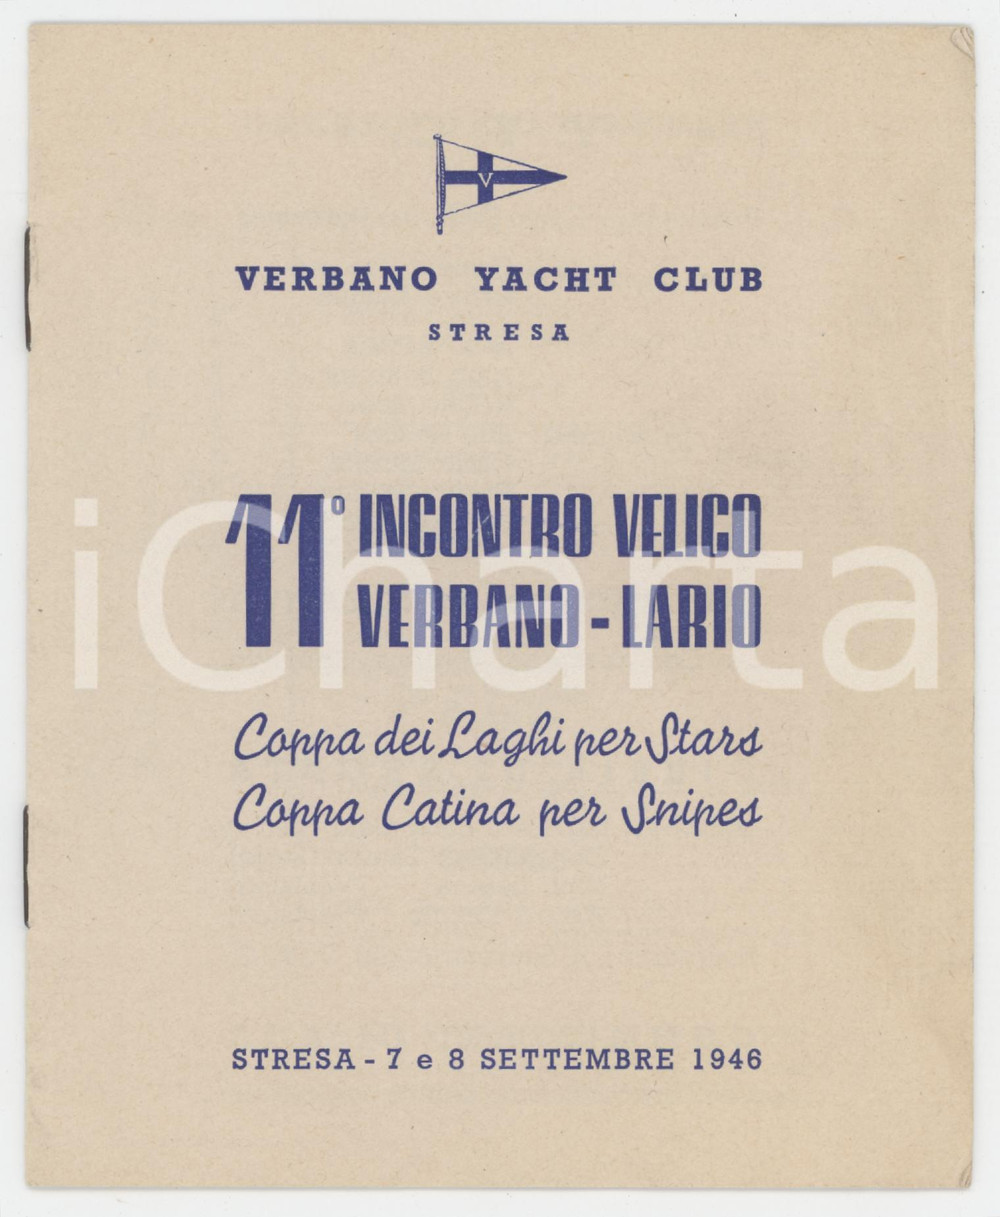 V
VERBANO YACHT CLUB
STRESA
11° INCONTRO VELICO
VERBANO - LARIO
iCharta
Coppa dei Laghi per Stars
Coppa Catina per Snipes
STRESA - 7 e 8 SETTEMBRE 1946